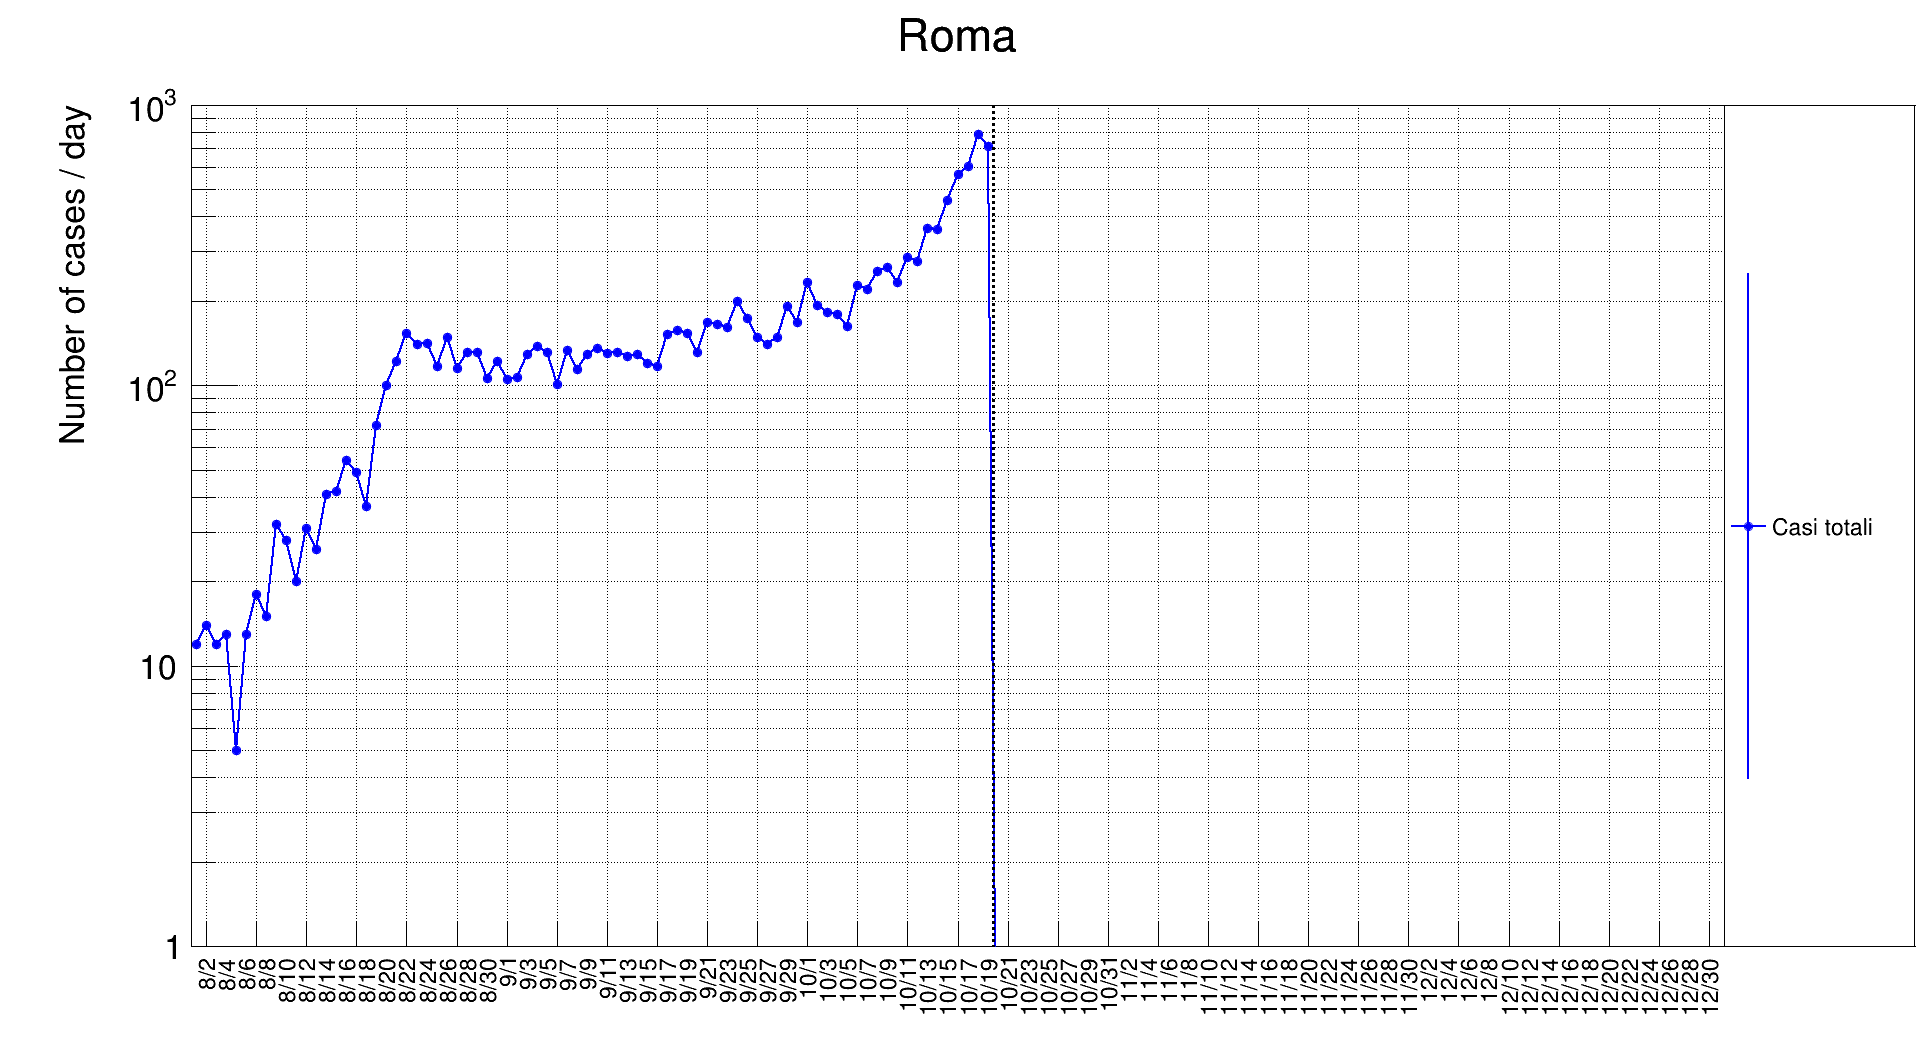 Roma
Number of cases / day
10³
10²
10
1
8/2 8/4 8/6 8/8 8/10 8/12 8/14 8/16 8/18 8/20 8/22 8/24 8/26 8/28 8/30 9/1 9/3 9/5 9/7 9/9 9/11 9/13 9/15 9/17 9/19 9/21 9/23 9/25 9/27 9/29 10/1 10/3 10/5 10/7 10/9 10/11 10/13 10/15 10/17 10/19 10/21 10/23 10/25 10/27 10/29 10/31 11/2 11/4 11/6 11/8 11/10 11/12 11/14 11/16 11/18 11/20 11/22 11/24 11/26 11/28 11/30 12/2 12/4 12/6 12/8 12/10 12/12 12/14 12/16 12/18 12/20 12/22 12/24 12/26 12/28 12/30
Casi totali